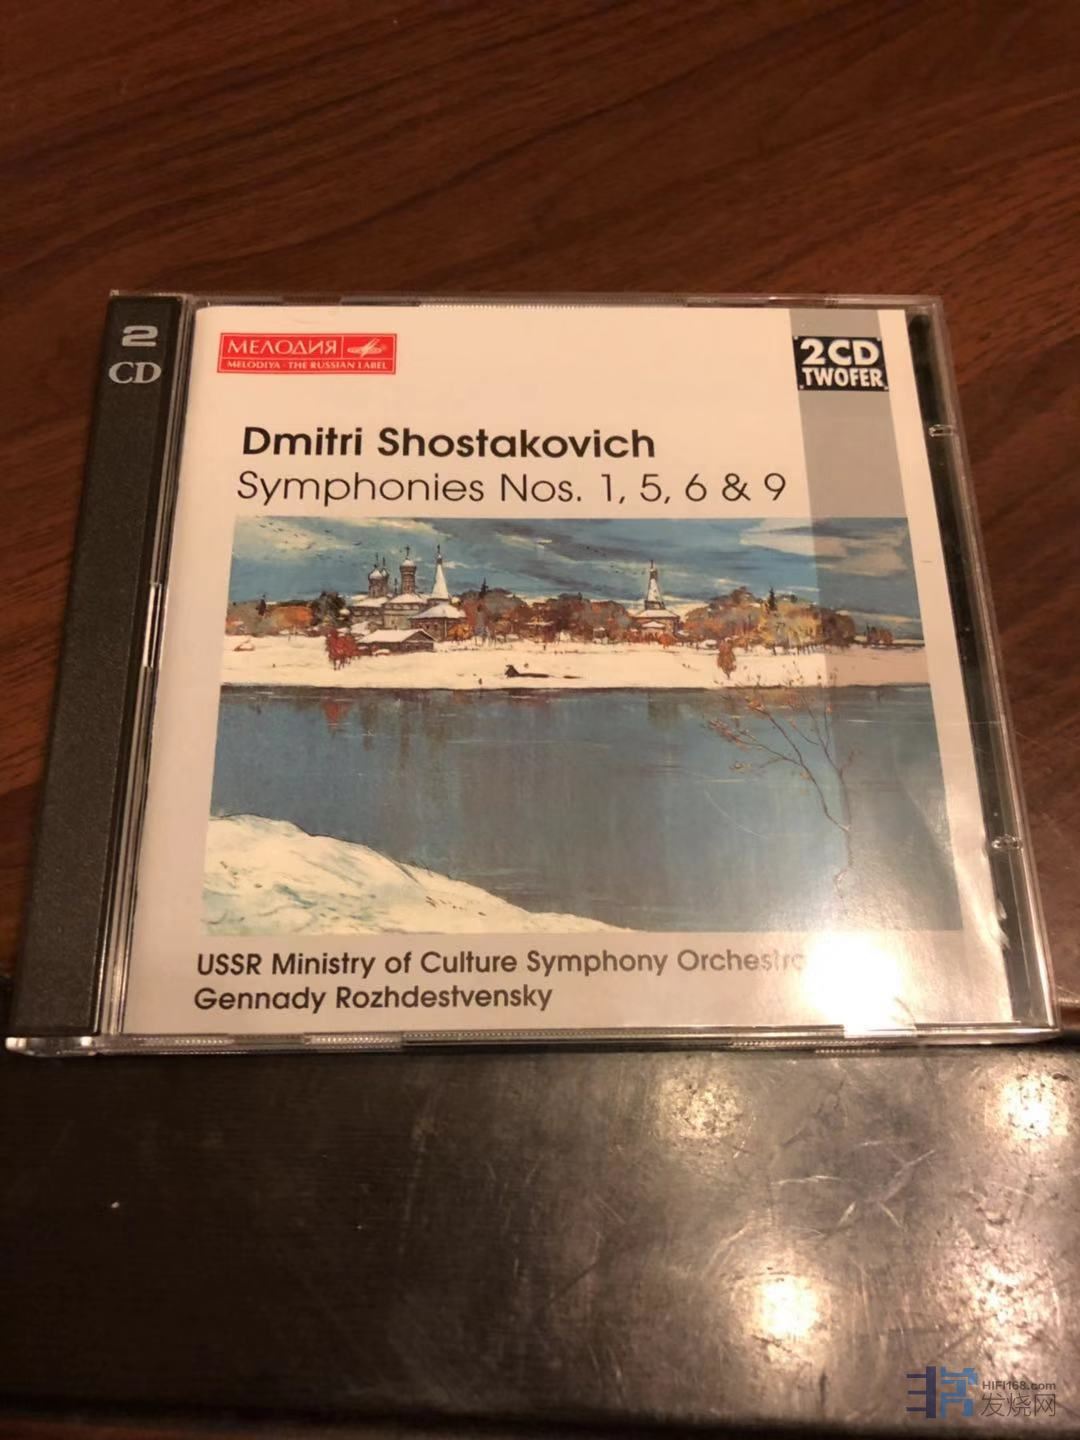 2
CD
МЕЛОДИЯ
MELODIYA · THE RUSSIAN LABEL
2CD
TWOFER
Dmitri Shostakovich
Symphonies Nos. 1, 5, 6 & 9
USSR Ministry of Culture Symphony Orchestra
Gennady Rozhdestvensky
HIFI168.com
发烧网